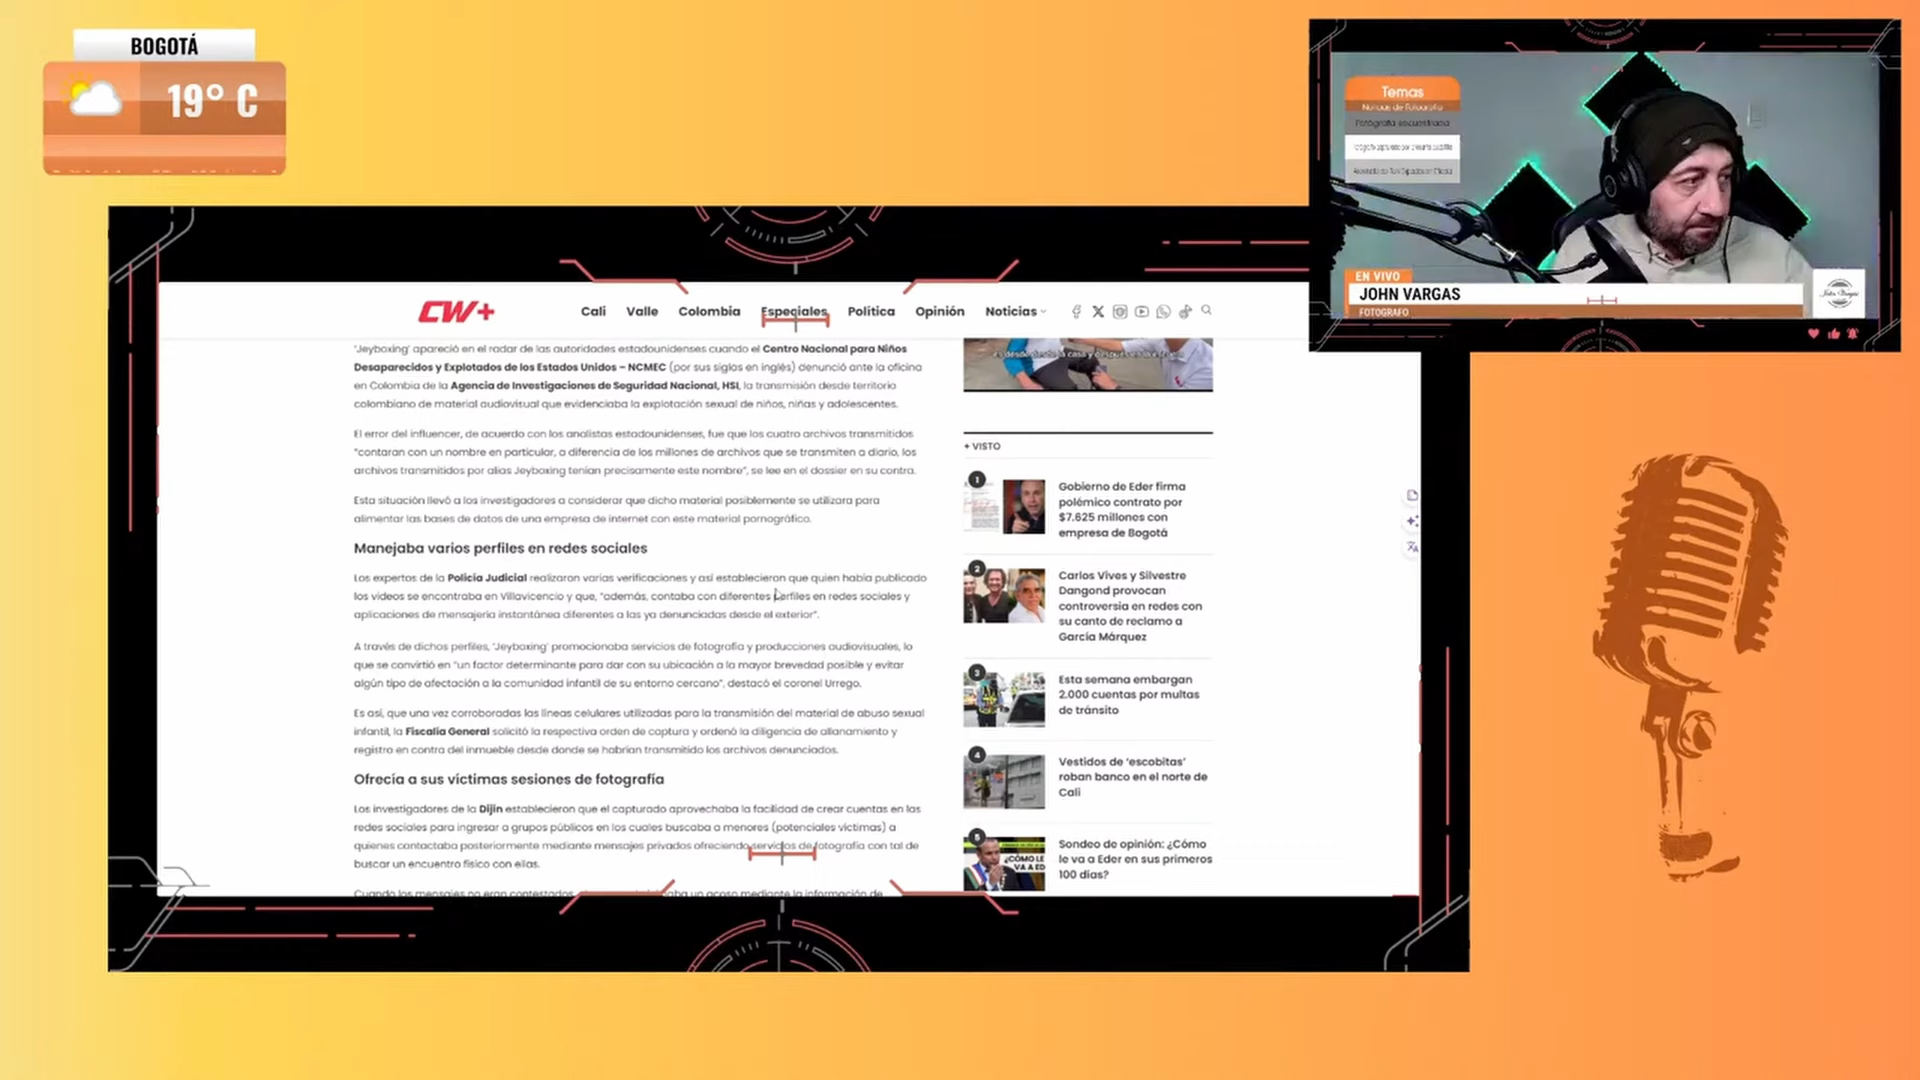 BOGOTÁ
19° C
Temas
Noticias de Fotografía
EN VIVO
JOHN VARGAS
FOTOGRAFO
CW+
Cali Valle Colombia Especiales Política Opinión Noticias
'Jeyboxing' apareció en el radar de las autoridades estadounidenses cuando el Centro Nacional para Niños
Desaparecidos y Explotados de los Estados Unidos – NCMEC (por sus siglas en inglés) denunció ante la oficina
en Colombia de la Agencia de Investigaciones de Seguridad Nacional, HSI, la transmisión desde territorio
colombiano de material audiovisual que evidenciaba la explotación sexual de niños, niñas y adolescentes.
El error del influencer, de acuerdo con los analistas estadounidenses, fue que los cuatro archivos transmitidos
"contaran con un nombre en particular, a diferencia de los millones de archivos que se transmiten a diario, los
archivos transmitidos por alias Jeyboxing tenían precisamente este nombre", se lee en el dossier en su contra.
Esta situación llevó a los investigadores a considerar que dicho material posiblemente se utilizara para
alimentar las bases de datos de una empresa de internet con este material pornográfico.
Manejaba varios perfiles en redes sociales
Los expertos de la Policía Judicial realizaron varias verificaciones y así establecieron que quien había publicado
los videos se encontraba en Villavicencio y que, "además, contaba con diferentes perfiles en redes sociales y
aplicaciones de mensajería instantánea diferentes a las ya denunciadas desde el exterior".
A través de dichos perfiles, 'Jeyboxing' promocionaba servicios de fotografía y producciones audiovisuales, lo
que se convirtió en "un factor determinante para dar con su ubicación a la mayor brevedad posible y evitar
algún tipo de afectación a la comunidad infantil de su entorno cercano", destacó el coronel Urrego.
Es así, que una vez corroboradas las líneas celulares utilizadas para la transmisión del material de abuso sexual
infantil, la Fiscalía General solicitó la respectiva orden de captura y ordenó la diligencia de allanamiento y
registro en contra del inmueble desde donde se habrían transmitido los archivos denunciados.
Ofrecía a sus víctimas sesiones de fotografía
Los investigadores de la Dijin establecieron que el capturado aprovechaba la facilidad de crear cuentas en las
redes sociales para ingresar a grupos públicos en los cuales buscaba a menores (potenciales víctimas) a
quienes contactaba posteriormente mediante mensajes privados ofreciendo servicios de fotografía con tal de
buscar un encuentro físico con ellas.
Cuando los mensajes no eran contestados, acoso mediante la información de
+ VISTO
1
Gobierno de Eder firma
polémico contrato por
$7.625 millones con
empresa de Bogotá
2
Carlos Vives y Silvestre
Dangond provocan
controversia en redes con
su canto de reclamo a
García Márquez
3
Esta semana embargan
2.000 cuentas por multas
de tránsito
4
Vestidos de 'escobitas'
roban banco en el norte de
Cali
5
¿CÓMO LE
VA A ED
Sondeo de opinión: ¿Cómo
le va a Eder en sus primeros
100 días?